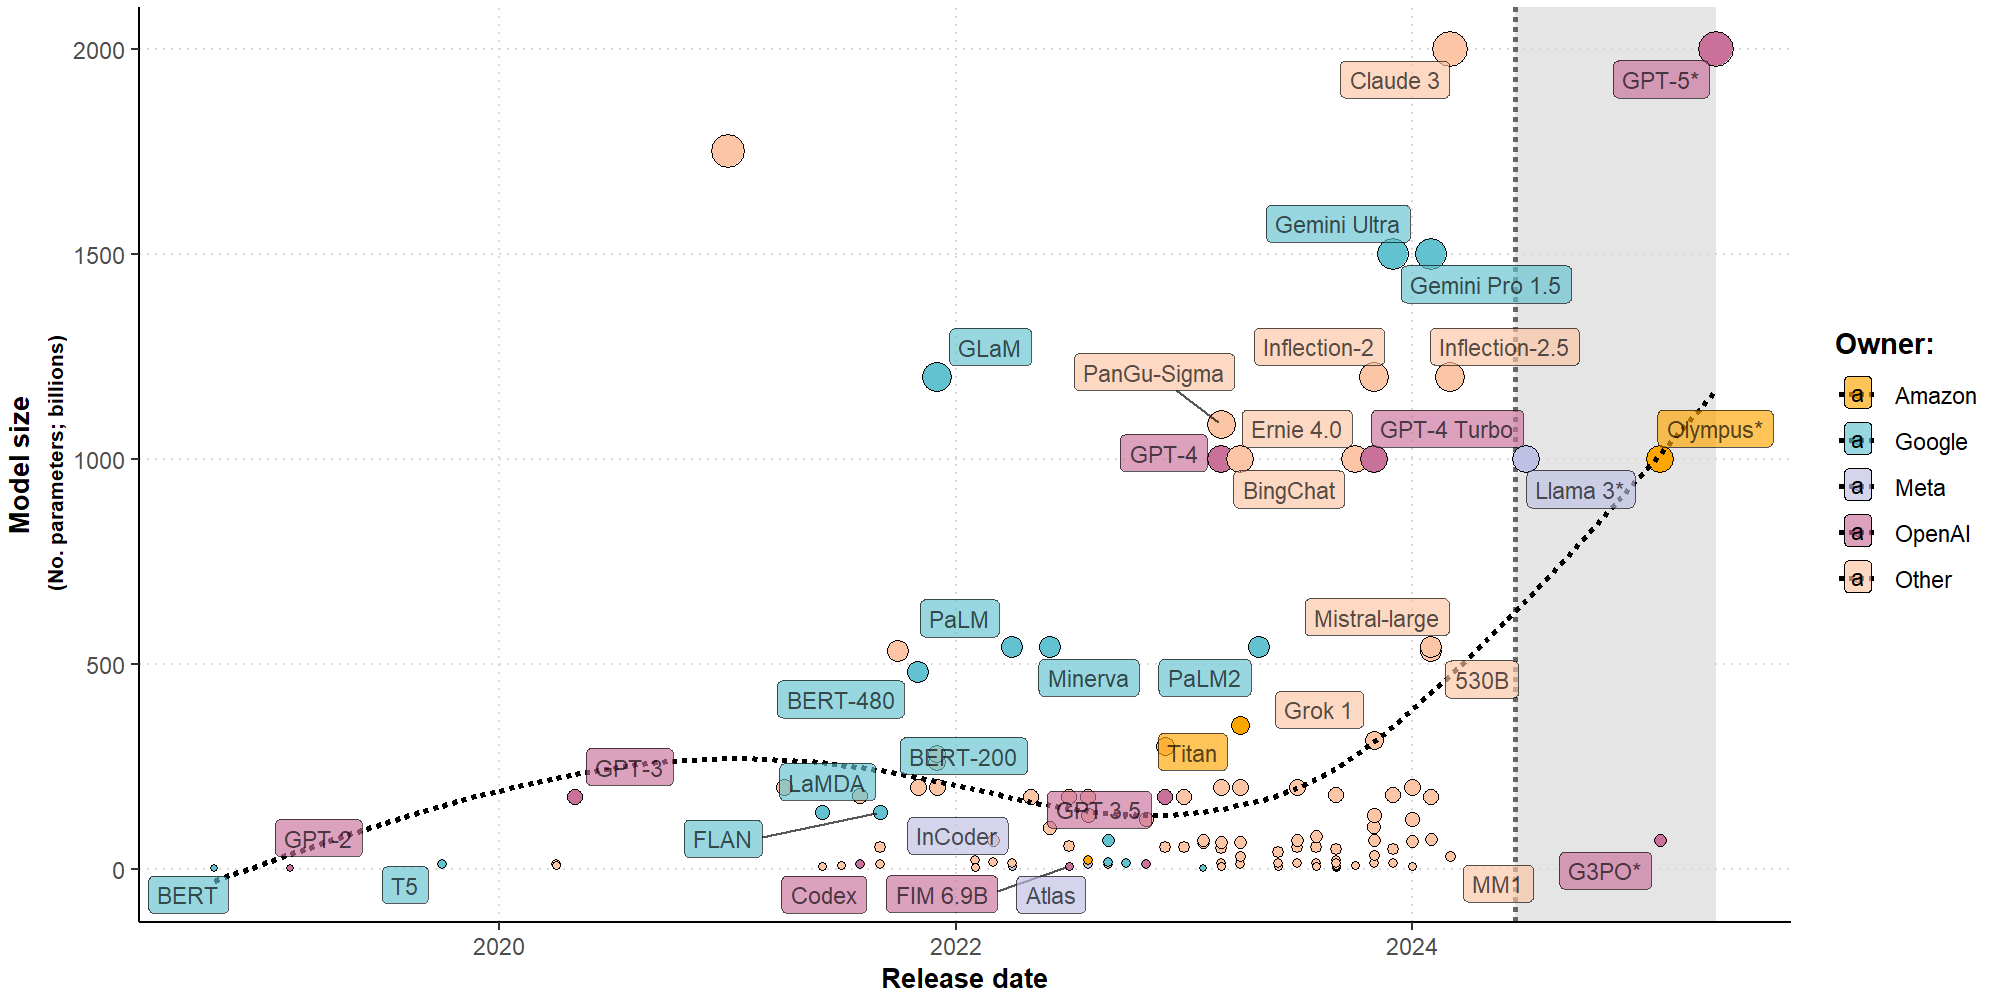 2000
1500
1000
500
0
Model size
(No. parameters; billions)
Claude 3
GPT-5*
Gemini Ultra
Gemini Pro 1.5
GLaM
Inflection-2
Inflection-2.5
PanGu-Sigma
Ernie 4.0
GPT-4 Turbo
Olympus*
GPT-4
BingChat
Llama 3*
PaLM
Mistral-large
Minerva
PaLM2
530B
BERT-480
Grok 1
BERT-200
Titan
GPT-3
LaMDA
GPT-3.5
GPT-2
FLAN
InCoder
G3PO*
BERT
T5
Codex
FIM 6.9B
Atlas
MM1
2020
2022
2024
Release date
Owner:
a Amazon
a Google
a Meta
a OpenAI
a Other